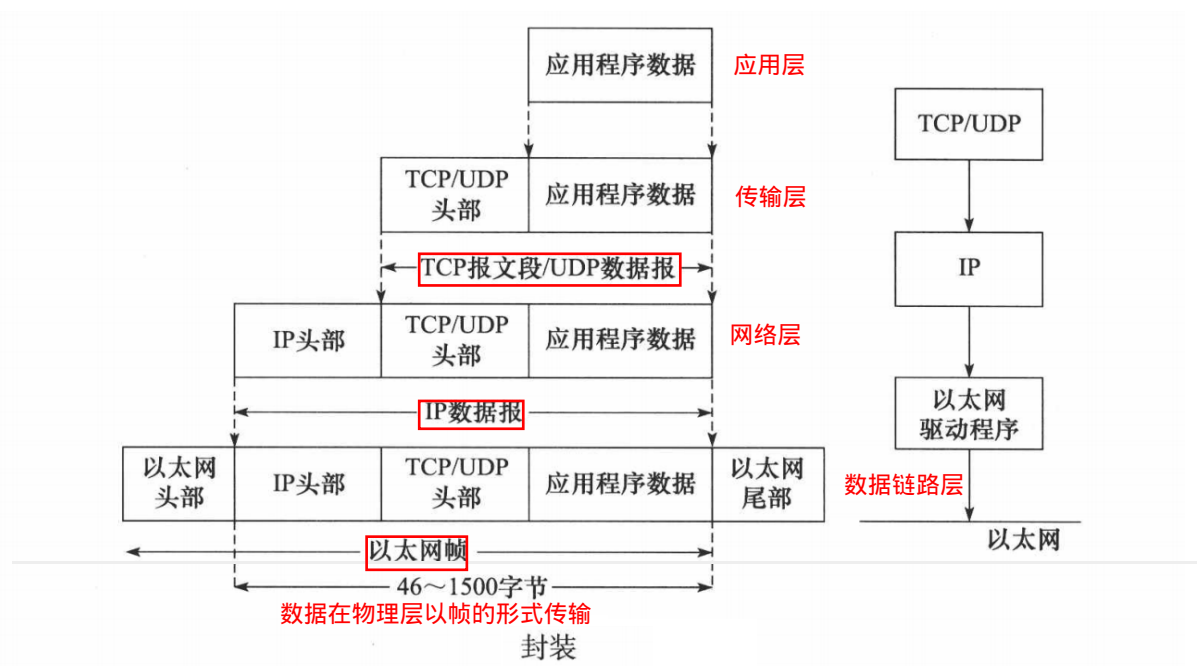 应用程序数据
应用层
TCP/UDP
TCP/UDP
头部
应用程序数据
传输层
TCP报文段/UDP数据报
IP
IP头部
TCP/UDP
头部
应用程序数据
网络层
IP数据报
以太网
驱动程序
以太网
头部
IP头部
TCP/UDP
头部
应用程序数据
以太网
尾部
数据链路层
以太网
以太网帧
46～1500字节
数据在物理层以帧的形式传输
封装